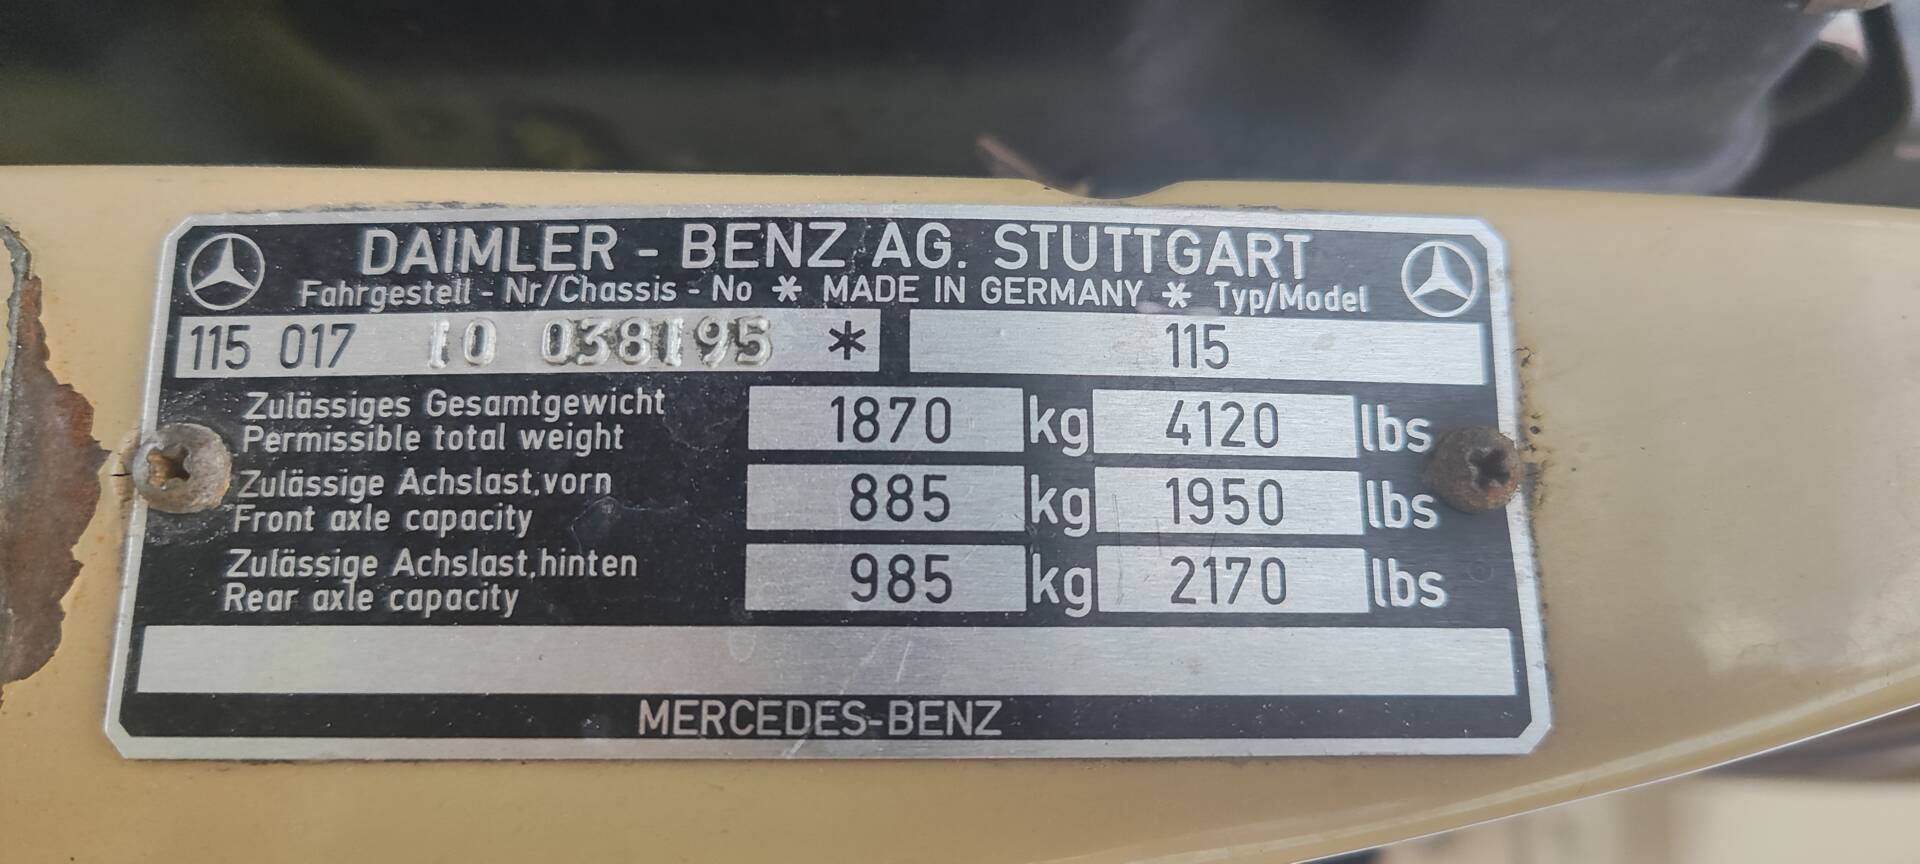 DAIMLER - BENZ AG. STUTTGART
Fahrgestell - Nr/Chassis - No * MADE IN GERMANY * Typ/Model
115 017 10 038195 * 115
Zulässiges Gesamtgewicht
Permissible total weight 1870 kg 4120 lbs
Zulässige Achslast,vorn
Front axle capacity 885 kg 1950 lbs
Zulässige Achslast,hinten
Rear axle capacity 985 kg 2170 lbs
MERCEDES-BENZ